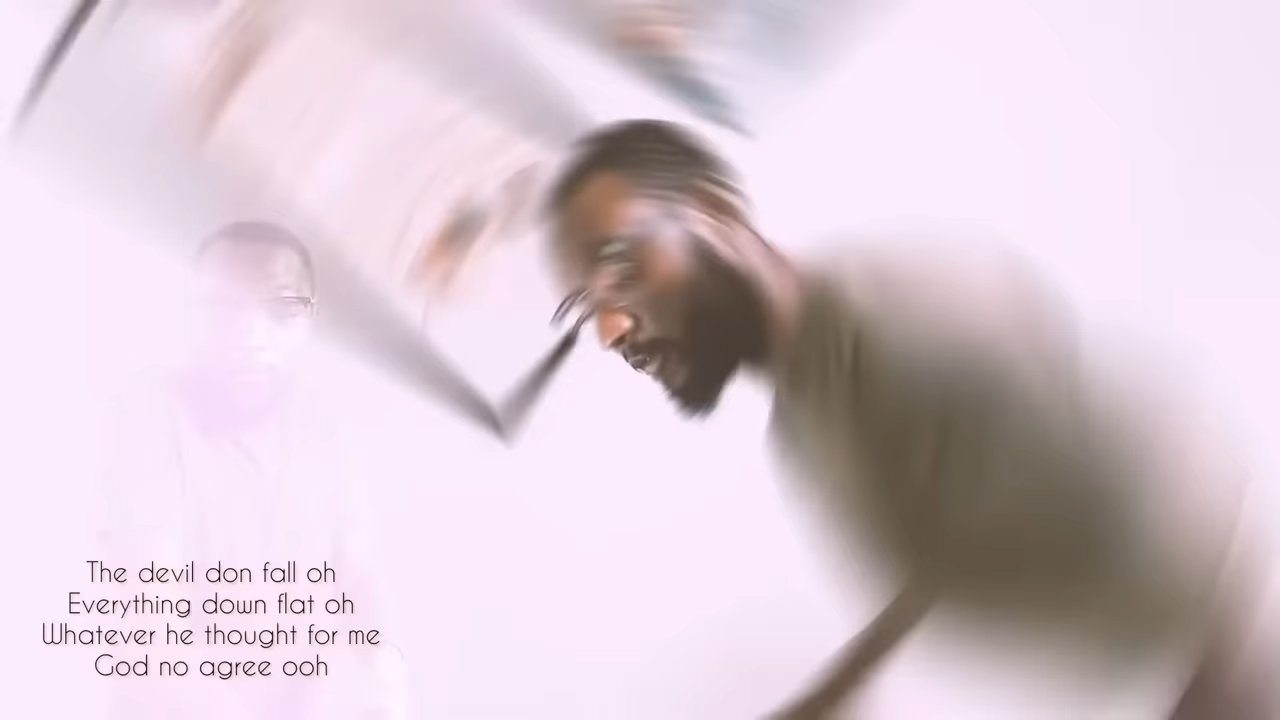 The devil don fall oh
Everything down flat oh
Whatever he thought for me
God no agree ooh